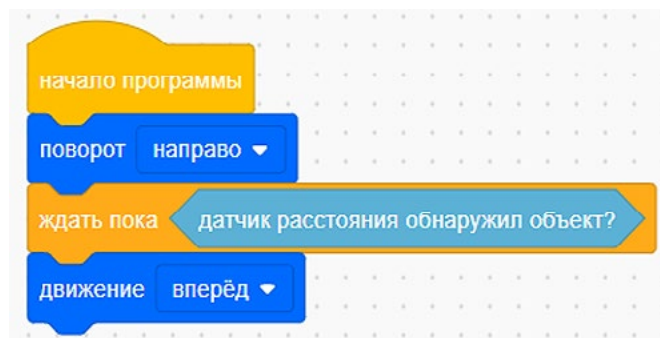 начало программы
поворот направо
ждать пока датчик расстояния обнаружил объект?
движение вперёд